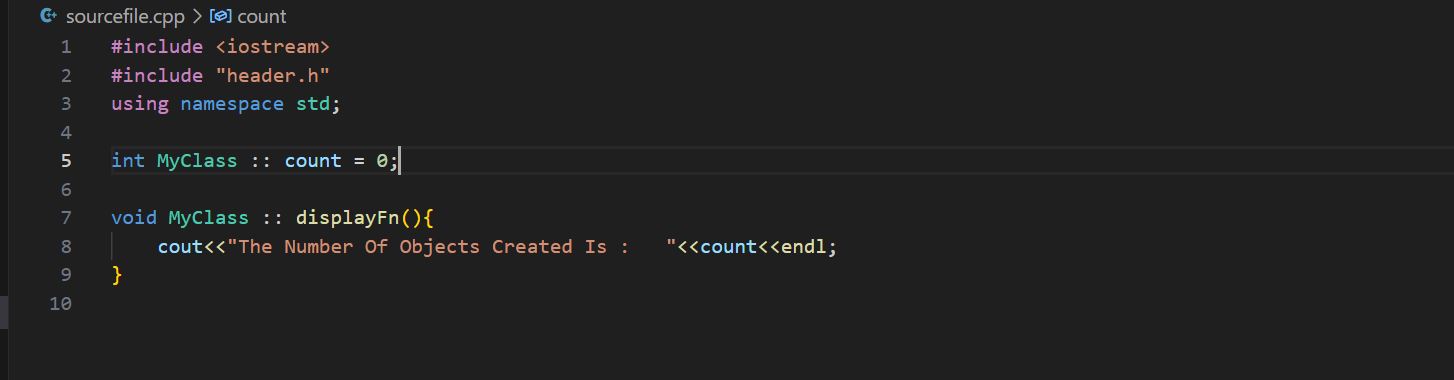 sourcefile.cpp > count
1 #include <iostream>
2 #include "header.h"
3 using namespace std;
4
5 int MyClass :: count = 0;
6
7 void MyClass :: displayFn(){
8     cout<<"The Number Of Objects Created Is :   "<<count<<endl;
9 }
10